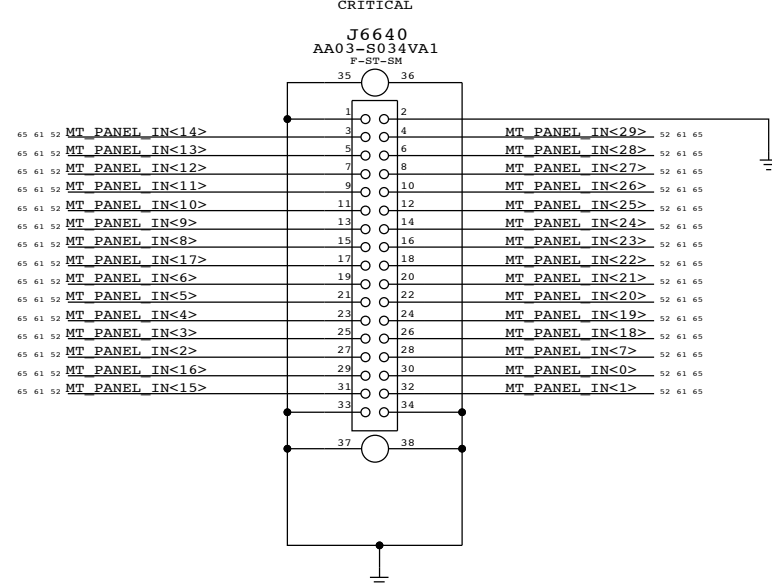 CRITICAL
J6640
AA03-S034VA1
F-ST-SM
35 36
1 2
65 61 52 MT_PANEL_IN<14> 3 4 MT_PANEL_IN<29> 52 61 65
65 61 52 MT_PANEL_IN<13> 5 6 MT_PANEL_IN<28> 52 61 65
65 61 52 MT_PANEL_IN<12> 7 8 MT_PANEL_IN<27> 52 61 65
65 61 52 MT_PANEL_IN<11> 9 10 MT_PANEL_IN<26> 52 61 65
65 61 52 MT_PANEL_IN<10> 11 12 MT_PANEL_IN<25> 52 61 65
65 61 52 MT_PANEL_IN<9> 13 14 MT_PANEL_IN<24> 52 61 65
65 61 52 MT_PANEL_IN<8> 15 16 MT_PANEL_IN<23> 52 61 65
65 61 52 MT_PANEL_IN<17> 17 18 MT_PANEL_IN<22> 52 61 65
65 61 52 MT_PANEL_IN<6> 19 20 MT_PANEL_IN<21> 52 61 65
65 61 52 MT_PANEL_IN<5> 21 22 MT_PANEL_IN<20> 52 61 65
65 61 52 MT_PANEL_IN<4> 23 24 MT_PANEL_IN<19> 52 61 65
65 61 52 MT_PANEL_IN<3> 25 26 MT_PANEL_IN<18> 52 61 65
65 61 52 MT_PANEL_IN<2> 27 28 MT_PANEL_IN<7> 52 61 65
65 61 52 MT_PANEL_IN<16> 29 30 MT_PANEL_IN<0> 52 61 65
65 61 52 MT_PANEL_IN<15> 31 32 MT_PANEL_IN<1> 52 61 65
33 34
37 38